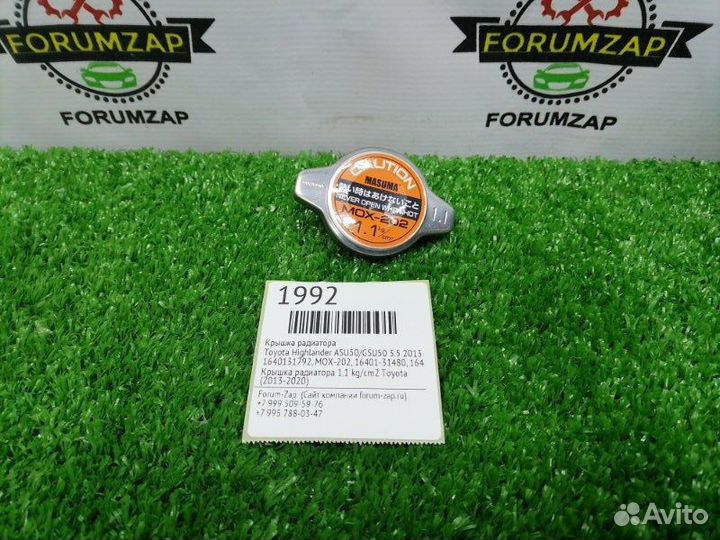 FORUMZAP
FORUMZAP
FORUMZAP
FORUMZAP
CAUTION
MASUMA
熱い時はあけないこと
NEVER OPEN WHEN HOT
MOX-202
1.1 kg/cm²
1.1
1992
Крышка радиатора
Toyota Highlander ASU50/GSU50 3.5 2013
1640131792, MOX-202, 16401-31480, 164
Крышка радиатора 1.1 kg/cm2 Toyota
(2013-2020)
Forum-Zap (Сайт компании forum-zap.ru)
+7 999 509-59-76
+7 995 788-03-47
Avito